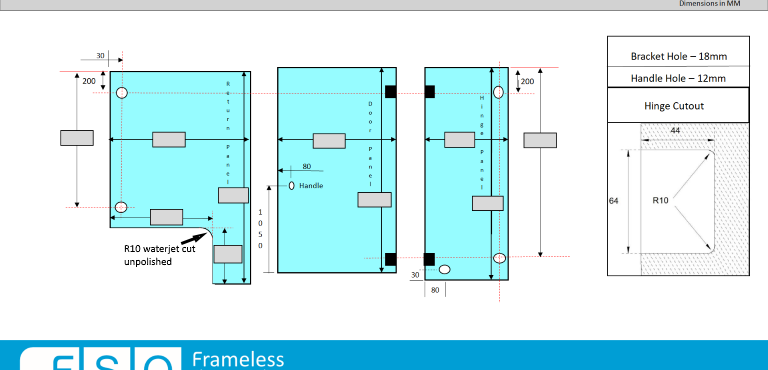 Dimensions in MM
30
200
Return Panel
R10 waterjet cut
unpolished
Door Panel
80
Handle
1050
Hinge Panel
200
30
80
Bracket Hole – 18mm
Handle Hole – 12mm
Hinge Cutout
44
64
R10
Frameless